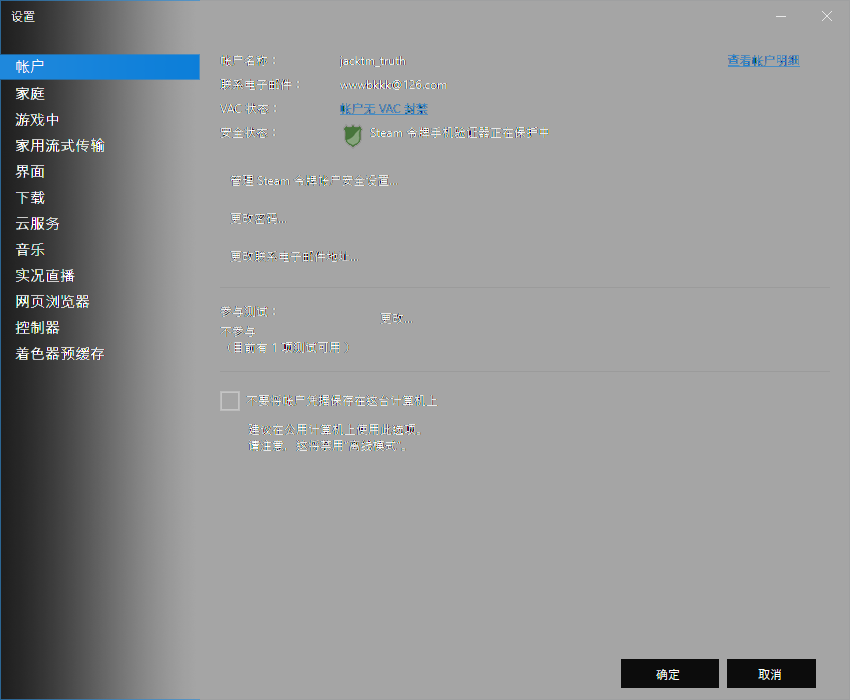 设置
帐户
家庭
游戏中
家用流式传输
界面
下载
云服务
音乐
实况直播
网页浏览器
控制器
着色器预缓存
帐户名称： jacktm_truth 查看帐户明细
联系电子邮件： wwwbkkk@126.com
VAC 状态： 帐户无 VAC 封禁
安全状态： Steam 令牌手机验证器正在保护中
管理 Steam 令牌帐户安全设置...
更改密码...
更改联系电子邮件地址...
参与测试： 更改...
不参与
（目前有 1 项测试可用）
不要将帐户凭据保存在这台计算机上
建议在公用计算机上使用此选项。
请注意，这将禁用“离线模式”。
确定 取消